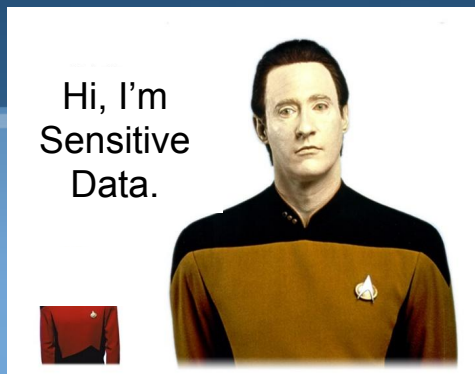 Hi, I’m
Sensitive
Data.